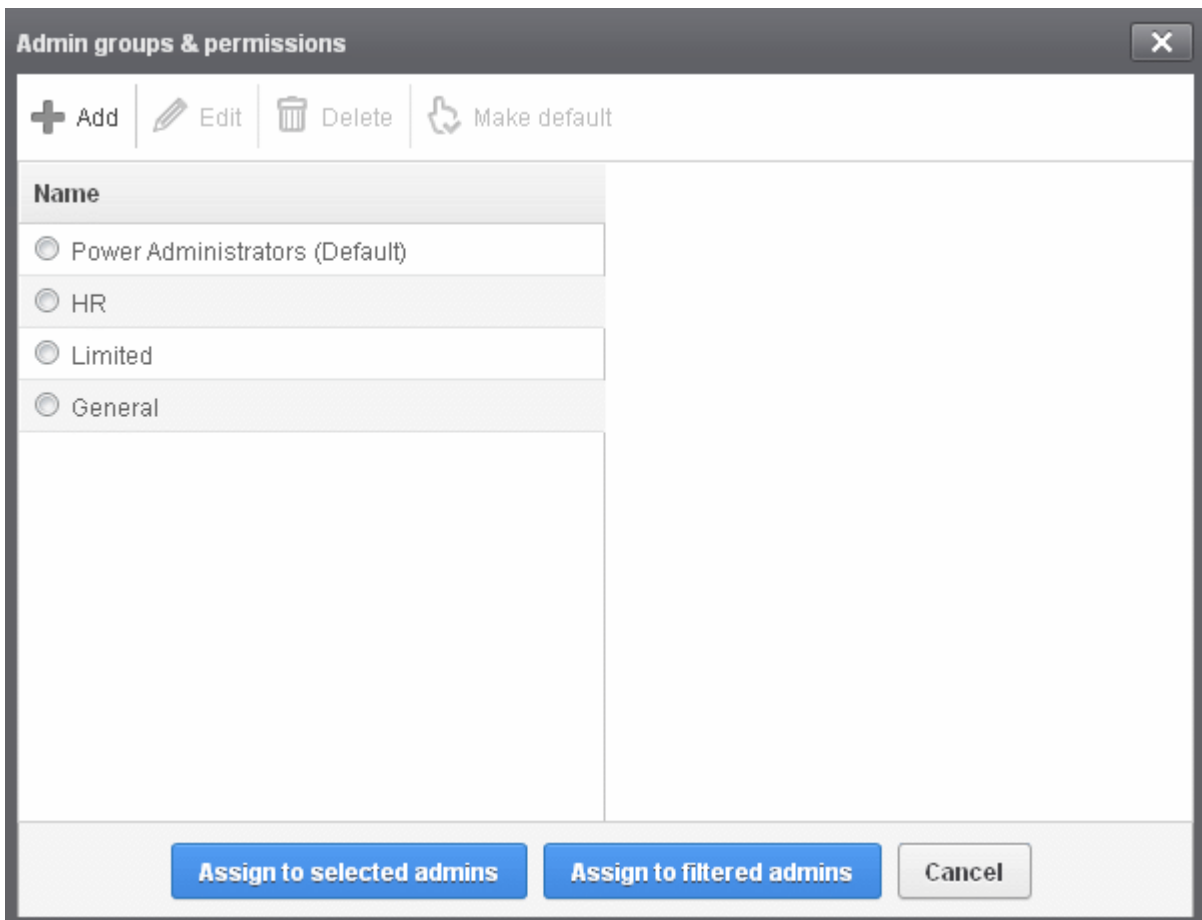 Admin groups & permissions
Add Edit Delete Make default
Name
Power Administrators (Default)
HR
Limited
General
Assign to selected admins Assign to filtered admins Cancel